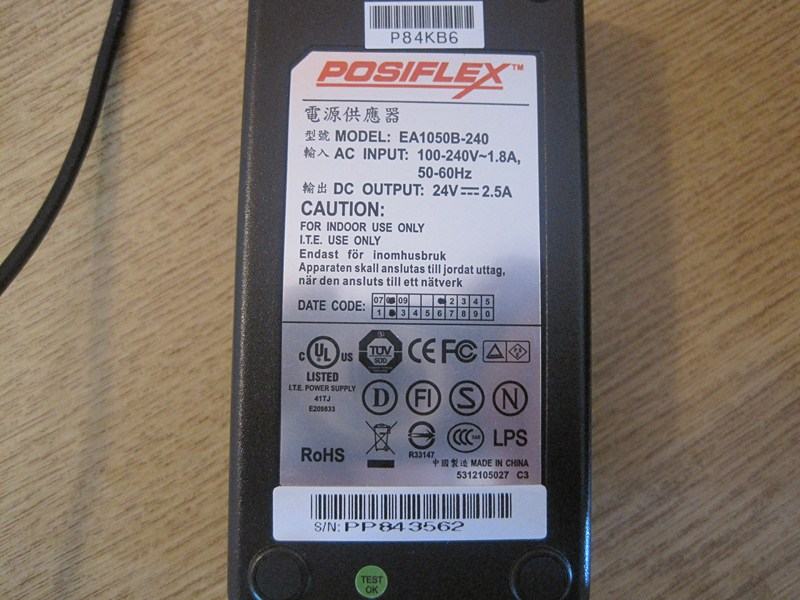 P84KB6
POSIFLEX™
電源供應器
型號 MODEL: EA1050B-240
輸入 AC INPUT: 100-240V~1.8A,
50-60Hz
輸出 DC OUTPUT: 24V⎓2.5A
CAUTION:
FOR INDOOR USE ONLY
I.T.E. USE ONLY
Endast för inomhusbruk
Apparaten skall anslutas till jordat uttag,
när den ansluts till ett nätverk
DATE CODE: 07 09 2 3 4 5
1 3 4 5 6 7 8 9 0
C UL US
LISTED
I.T.E. POWER SUPPLY
41TJ
E208833
TÜV
SÜD
CE FC
D FI S N
RoHS
R33147
CCC
LPS
中國製造 MADE IN CHINA
5312105027 C3
S/N: PP843562
TEST
OK